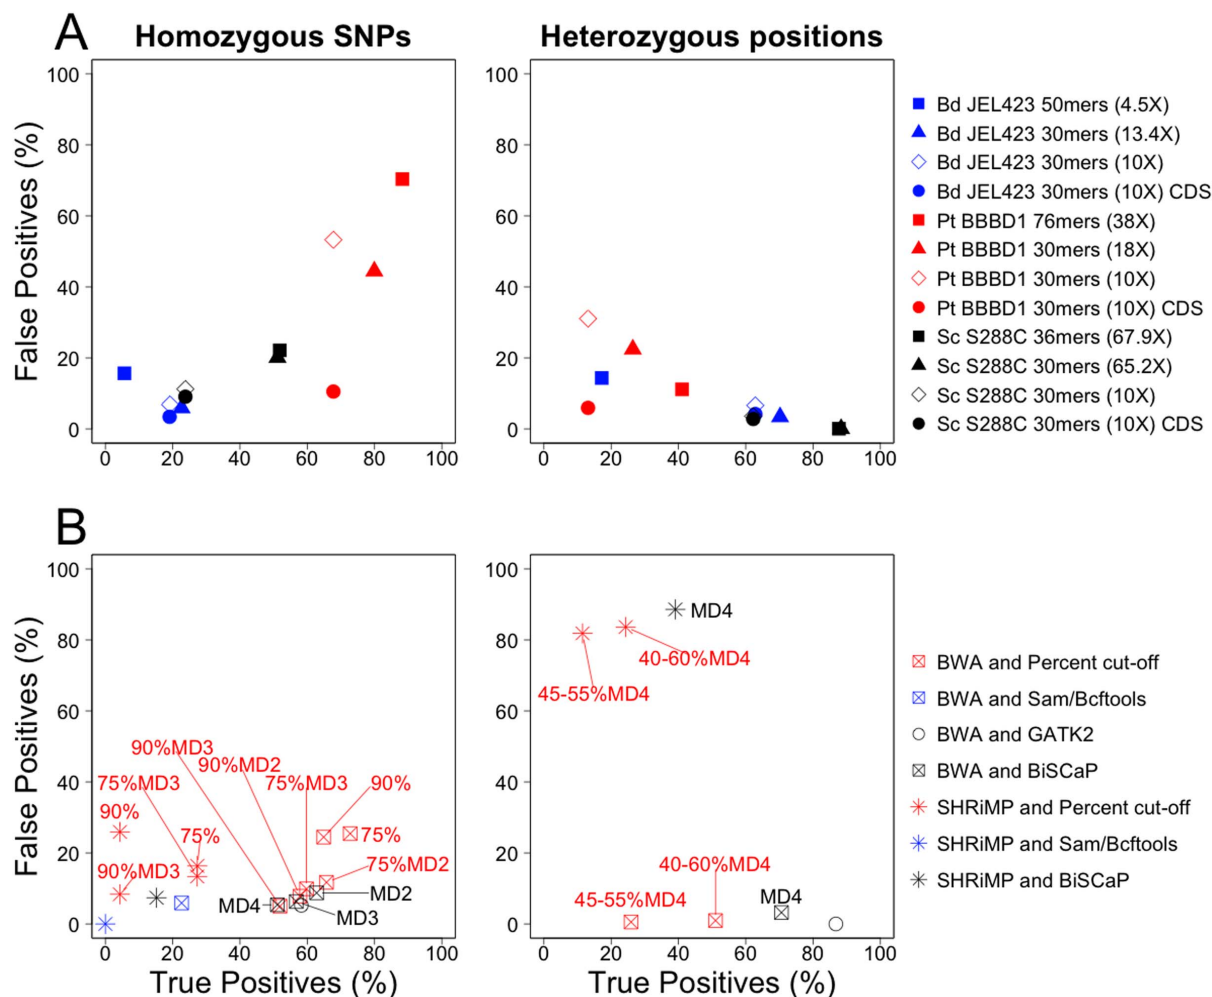 A
Homozygous SNPs
Heterozygous positions
False Positives (%)
100
80
60
40
20
0
0 20 40 60 80 100
100
80
60
40
20
0
0 20 40 60 80 100
Bd JEL423 50mers (4.5X)
Bd JEL423 30mers (13.4X)
Bd JEL423 30mers (10X)
Bd JEL423 30mers (10X) CDS
Pt BBBD1 76mers (38X)
Pt BBBD1 30mers (18X)
Pt BBBD1 30mers (10X)
Pt BBBD1 30mers (10X) CDS
Sc S288C 36mers (67.9X)
Sc S288C 30mers (65.2X)
Sc S288C 30mers (10X)
Sc S288C 30mers (10X) CDS
B
False Positives (%)
100
80
60
40
20
0
90%MD3
90%MD2
75%MD3
75%MD3
90%
90%
75%
75%
90%MD3
75%MD2
MD2
MD4
MD3
0 20 40 60 80 100
True Positives (%)
100
80
60
40
20
0
MD4
40-60%MD4
45-55%MD4
40-60%MD4
45-55%MD4
MD4
0 20 40 60 80 100
True Positives (%)
BWA and Percent cut-off
BWA and Sam/Bcftools
BWA and GATK2
BWA and BiSCaP
SHRiMP and Percent cut-off
SHRiMP and Sam/Bcftools
SHRiMP and BiSCaP